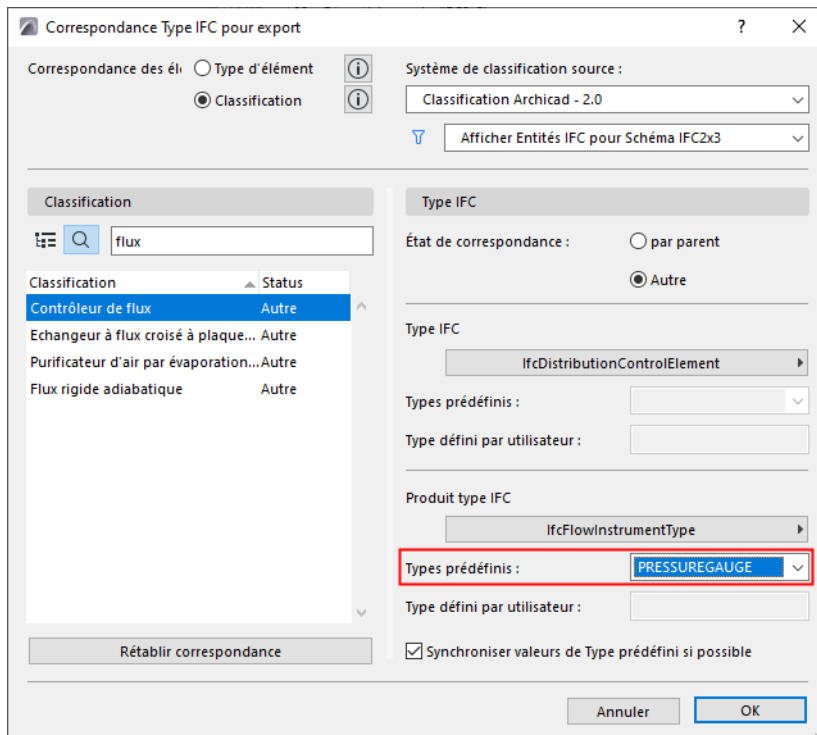 Correspondance Type IFC pour export
?
Correspondance des élé
Type d'élément
Classification
Système de classification source :
Classification Archicad - 2.0
Afficher Entités IFC pour Schéma IFC2x3
Classification
flux
Classification Status
Contrôleur de flux Autre
Echangeur à flux croisé à plaque... Autre
Purificateur d'air par évaporation... Autre
Flux rigide adiabatique Autre
Rétablir correspondance
Type IFC
État de correspondance :
par parent
Autre
Type IFC
IfcDistributionControlElement
Types prédéfinis :
Type défini par utilisateur :
Produit type IFC
IfcFlowInstrumentType
Types prédéfinis : PRESSUREGAUGE
Type défini par utilisateur :
Synchroniser valeurs de Type prédéfini si possible
Annuler
OK